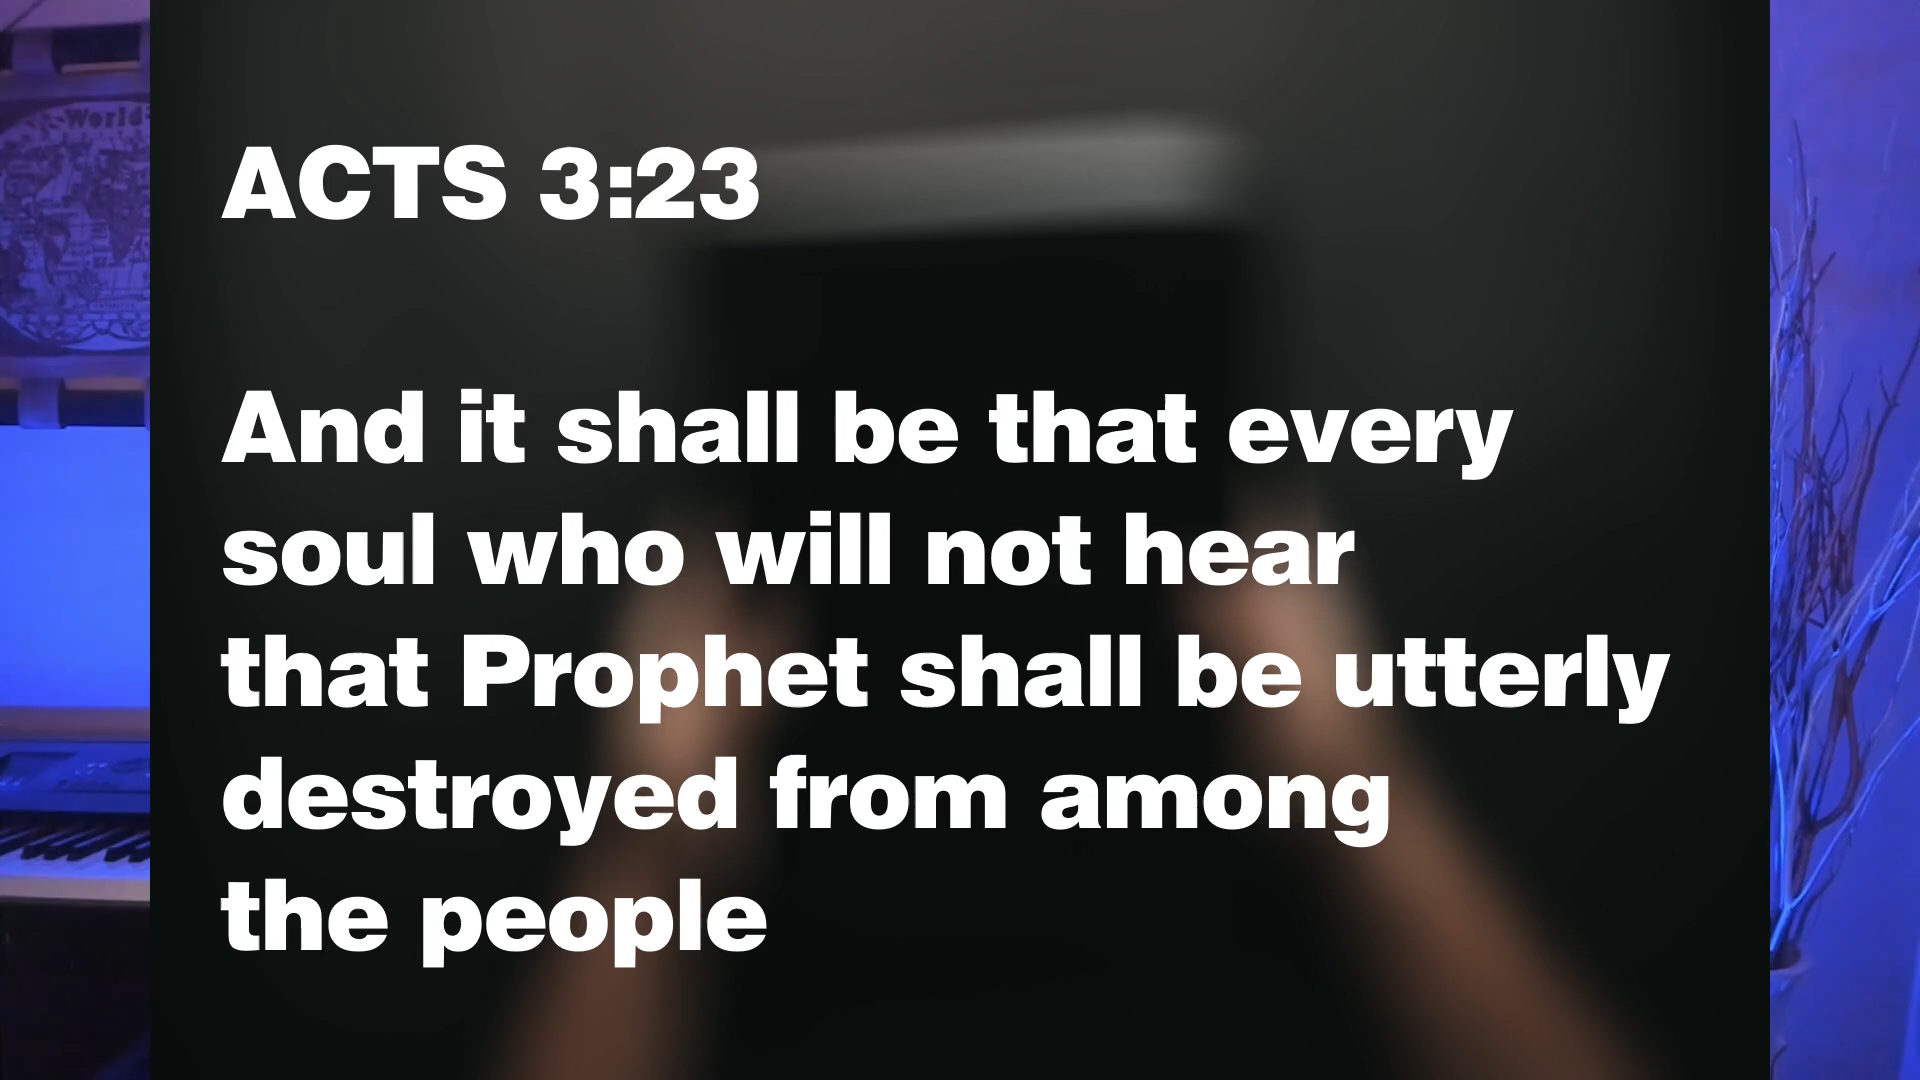 World
ACTS 3:23
And it shall be that every
soul who will not hear
that Prophet shall be utterly
destroyed from among
the people